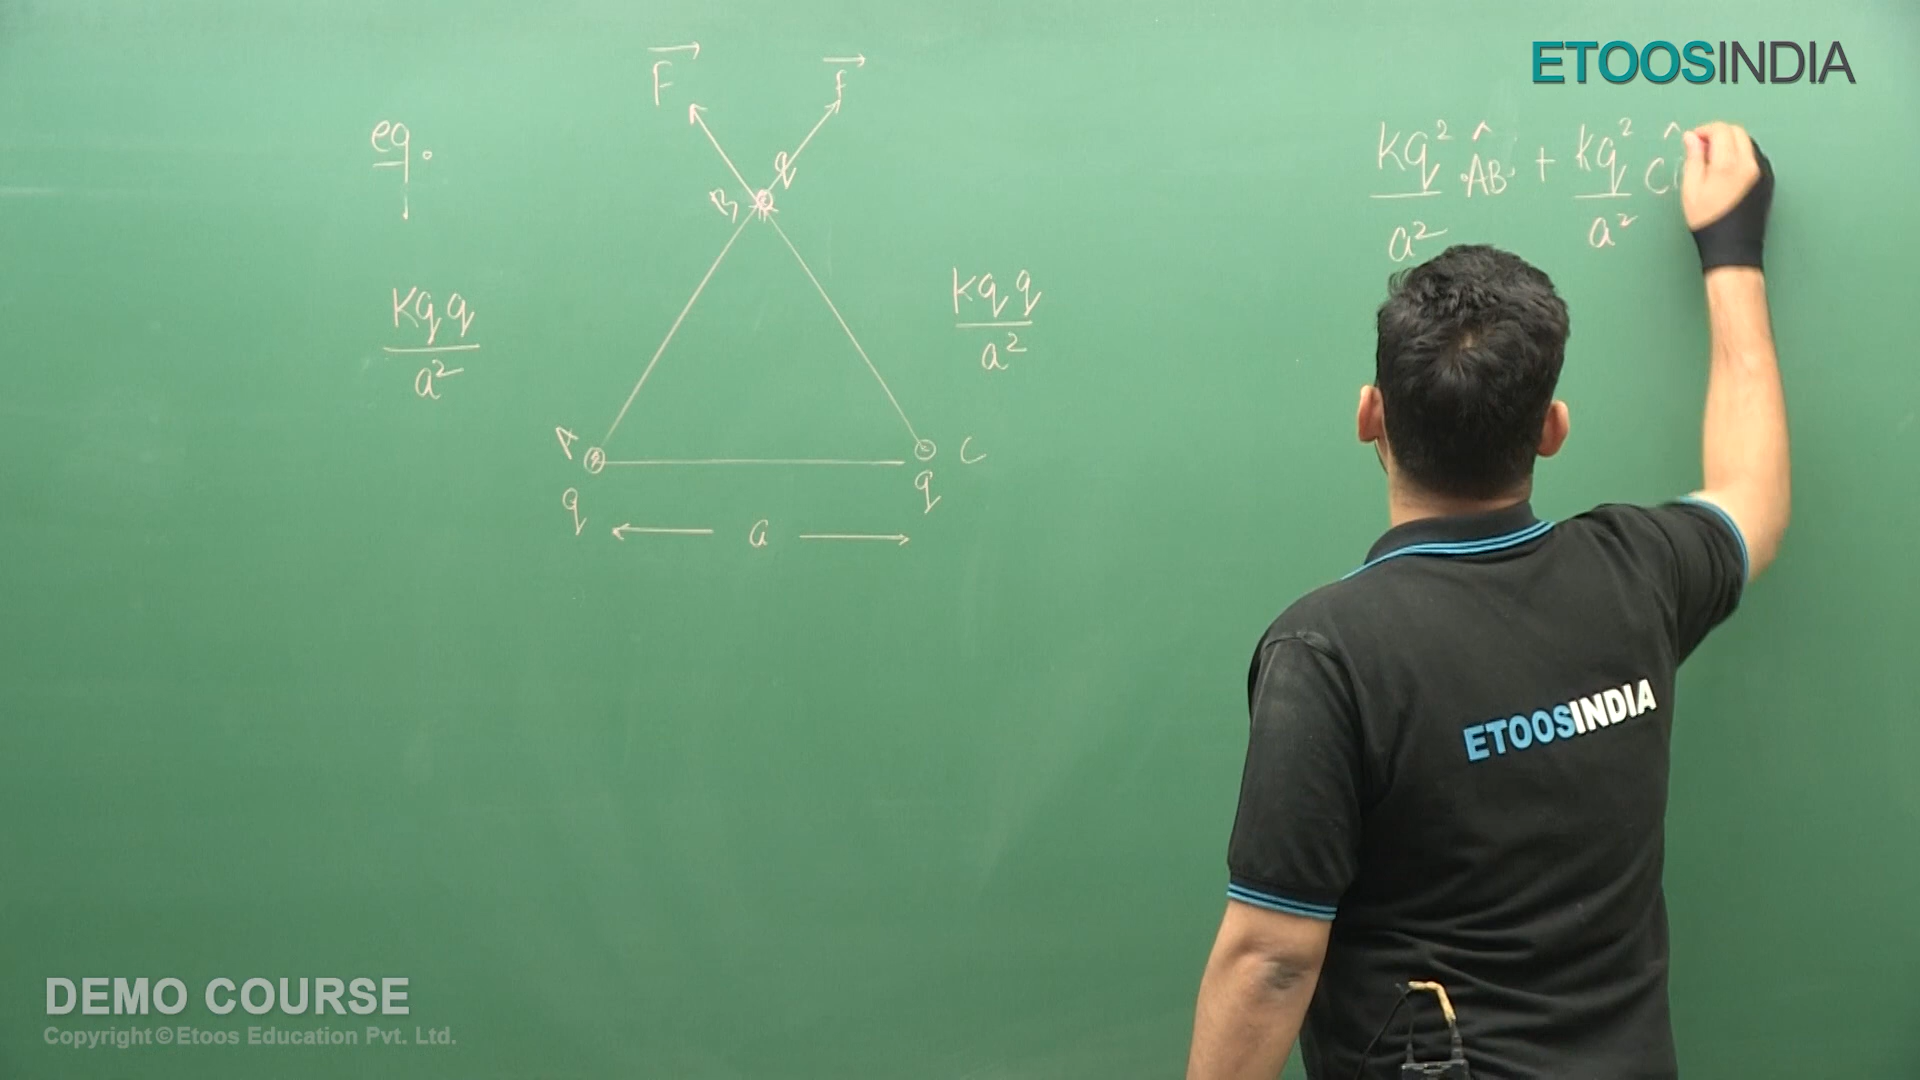 ETOOSINDIA
eq.
F
f
q
B
Kq² ÂB + Kq² C
a² a²
Kqq
a²
Kqq
a²
A
C
q
q
a
ETOOSINDIA
DEMO COURSE
Copyright©Etoos Education Pvt. Ltd.